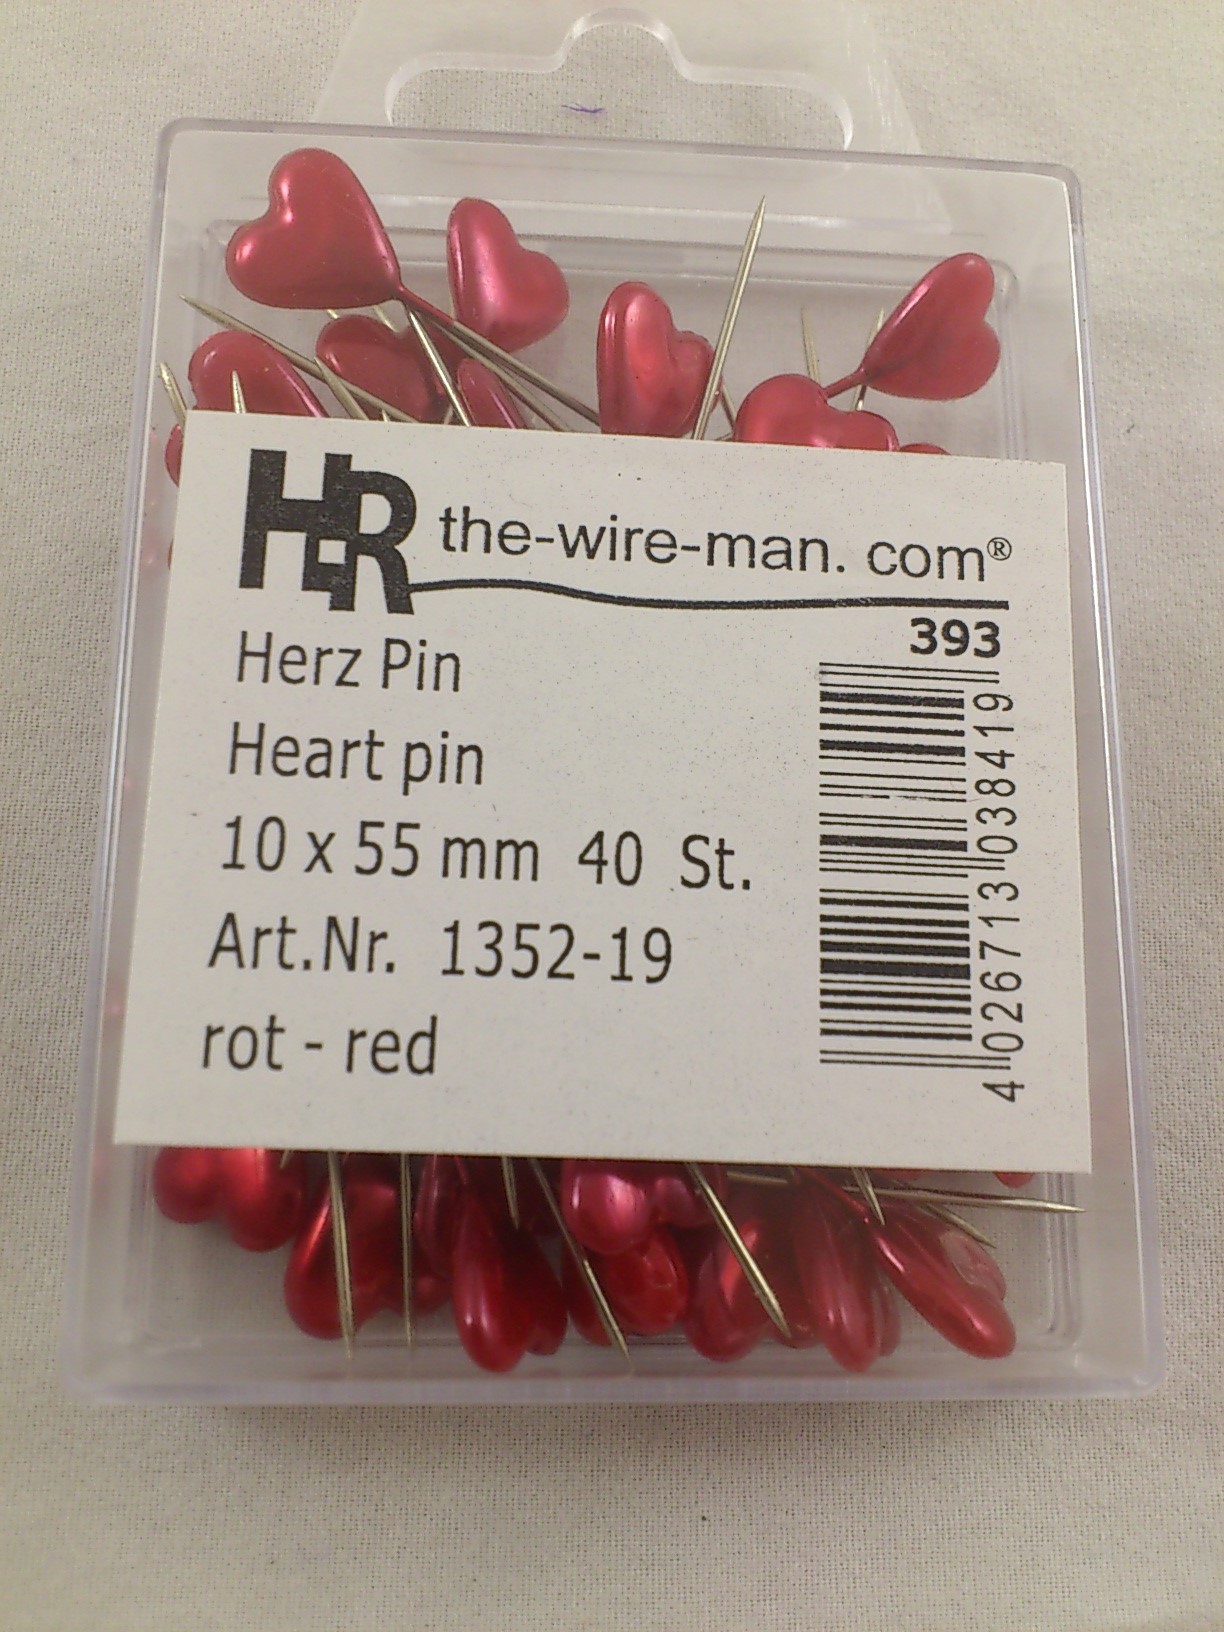 HR the-wire-man. com®
393
Herz Pin
Heart pin
10 x 55 mm 40 St.
Art.Nr. 1352-19
rot - red
4 026713 038419